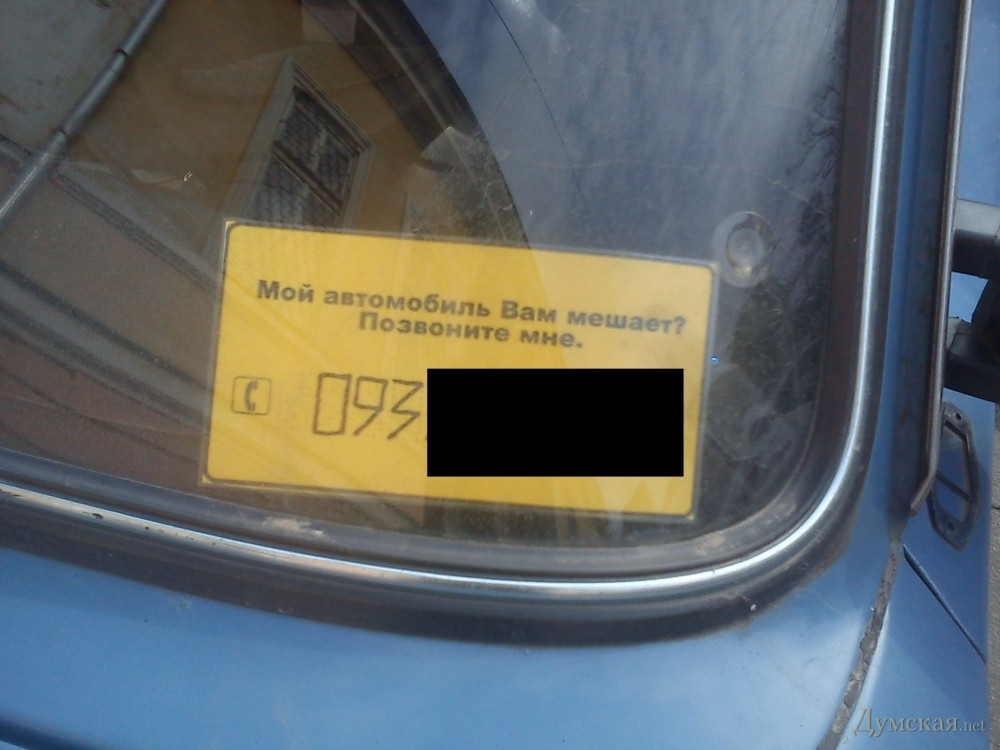 Мой автомобиль Вам мешает?
Позвоните мне.
093
Думская.net